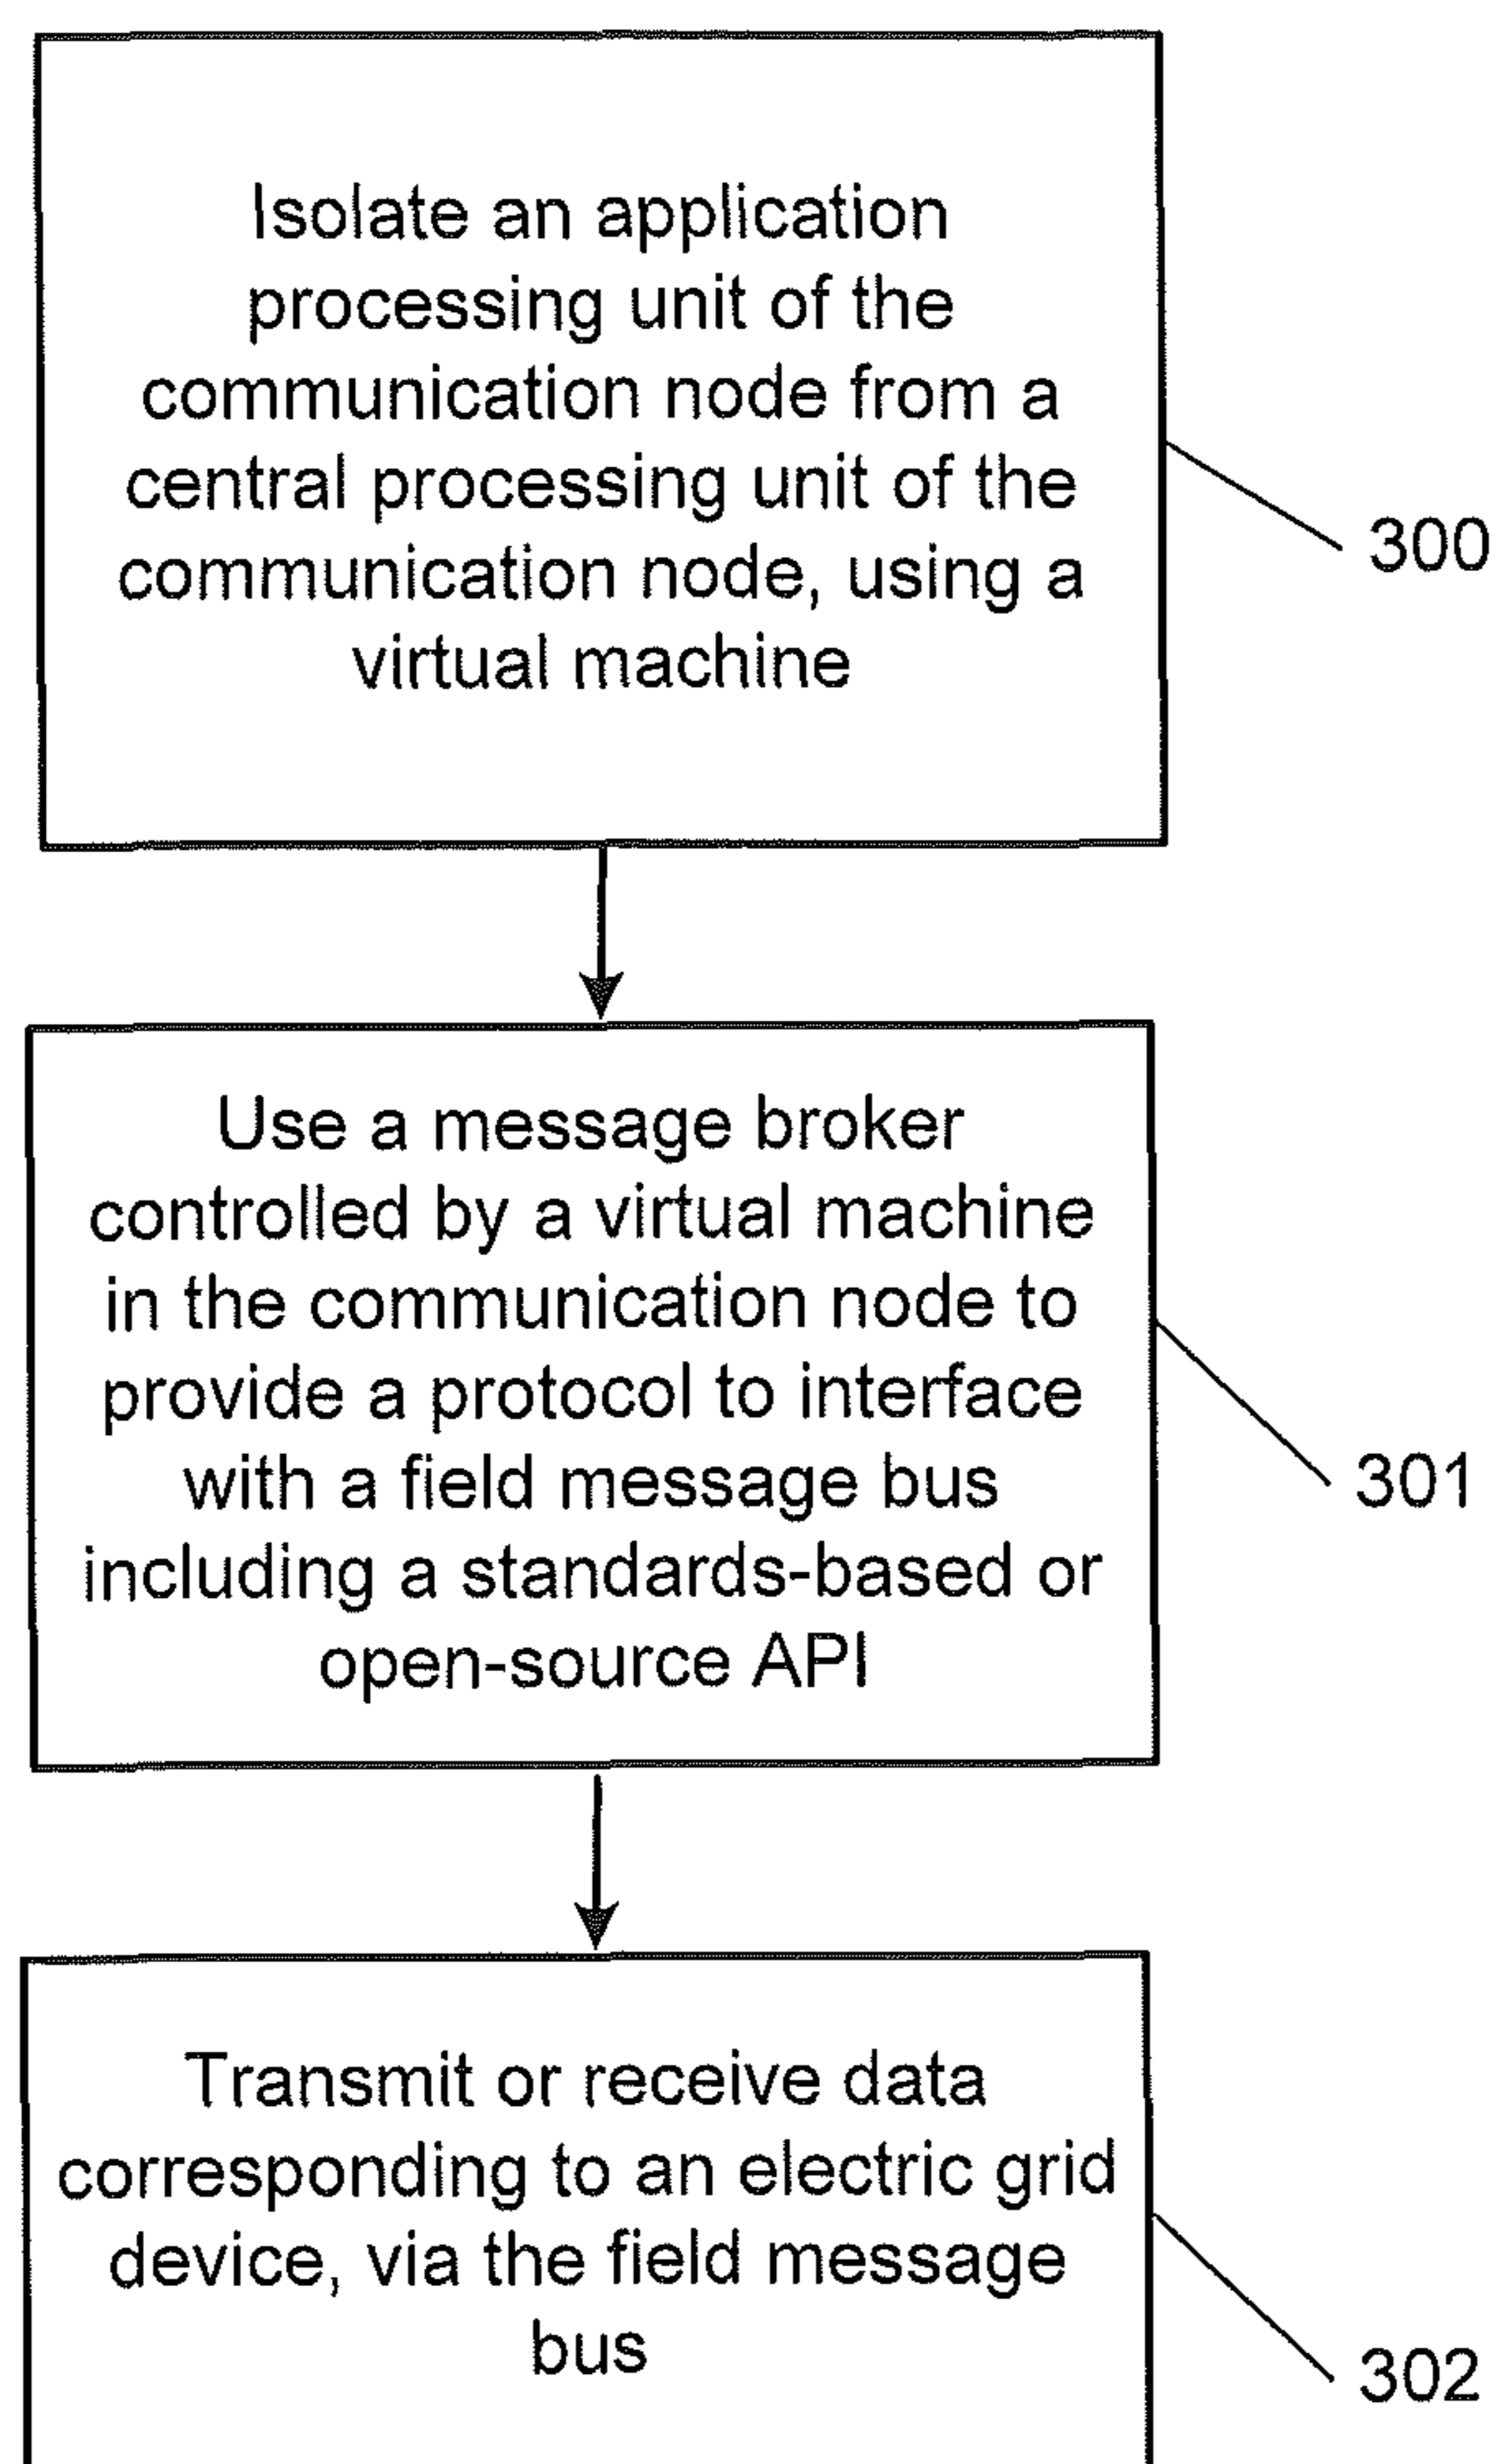 Isolate an application
processing unit of the
communication node from a
central processing unit of the
communication node, using a
virtual machine
300
Use a message broker
controlled by a virtual machine
in the communication node to
provide a protocol to interface
with a field message bus
including a standards-based or
open-source API
301
Transmit or receive data
corresponding to an electric grid
device, via the field message
bus
302